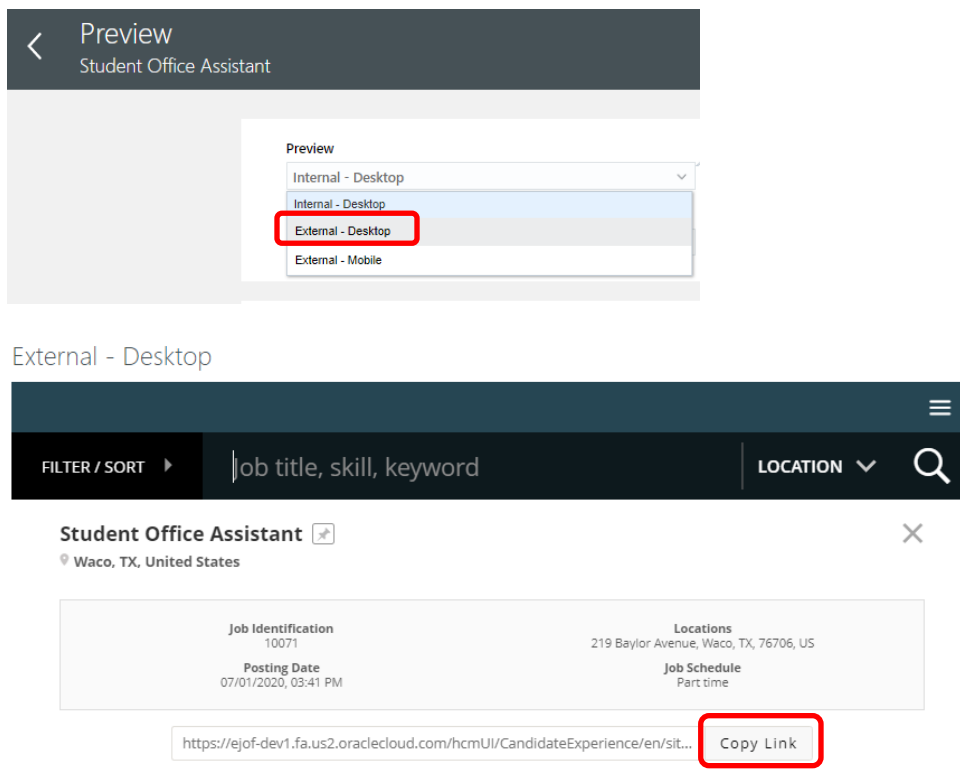 Preview
Student Office Assistant
Preview
Internal - Desktop
Internal - Desktop
External - Desktop
External - Mobile
External - Desktop
FILTER / SORT
Job title, skill, keyword
LOCATION
Student Office Assistant
Waco, TX, United States
Job Identification
10071
Locations
219 Baylor Avenue, Waco, TX, 76706, US
Posting Date
07/01/2020, 03:41 PM
Job Schedule
Part time
https://ejof-dev1.fa.us2.oraclecloud.com/hcmUI/CandidateExperience/en/sit...
Copy Link